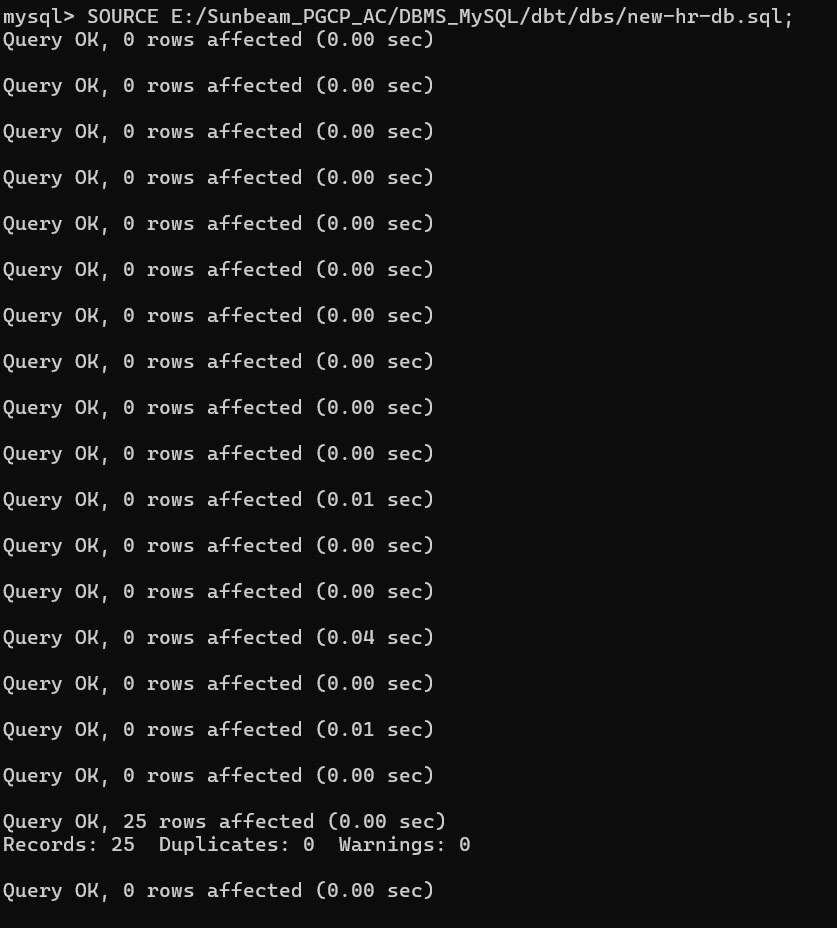 mysql> SOURCE E:/Sunbeam_PGCP_AC/DBMS_MySQL/dbt/dbs/new-hr-db.sql;
Query OK, 0 rows affected (0.00 sec)
Query OK, 0 rows affected (0.00 sec)
Query OK, 0 rows affected (0.00 sec)
Query OK, 0 rows affected (0.00 sec)
Query OK, 0 rows affected (0.00 sec)
Query OK, 0 rows affected (0.00 sec)
Query OK, 0 rows affected (0.00 sec)
Query OK, 0 rows affected (0.00 sec)
Query OK, 0 rows affected (0.00 sec)
Query OK, 0 rows affected (0.00 sec)
Query OK, 0 rows affected (0.01 sec)
Query OK, 0 rows affected (0.00 sec)
Query OK, 0 rows affected (0.00 sec)
Query OK, 0 rows affected (0.04 sec)
Query OK, 0 rows affected (0.00 sec)
Query OK, 0 rows affected (0.01 sec)
Query OK, 0 rows affected (0.00 sec)
Query OK, 25 rows affected (0.00 sec)
Records: 25  Duplicates: 0  Warnings: 0
Query OK, 0 rows affected (0.00 sec)